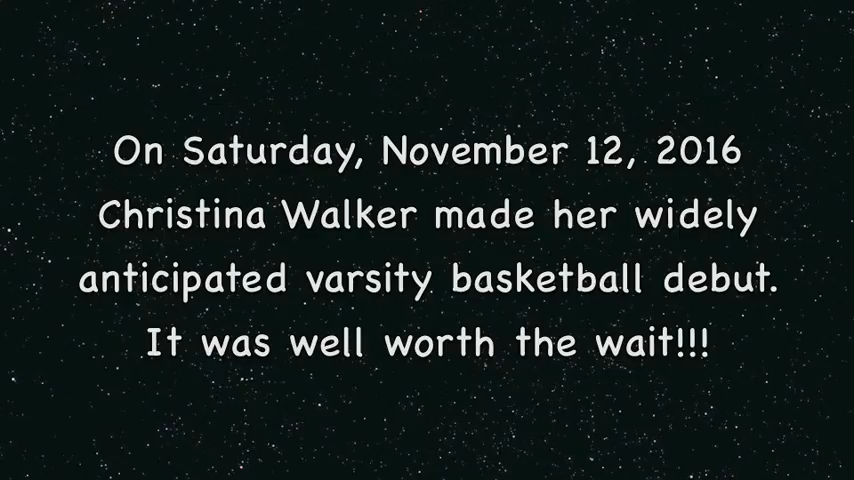 On Saturday, November 12, 2016
Christina Walker made her widely
anticipated varsity basketball debut.
It was well worth the wait!!!